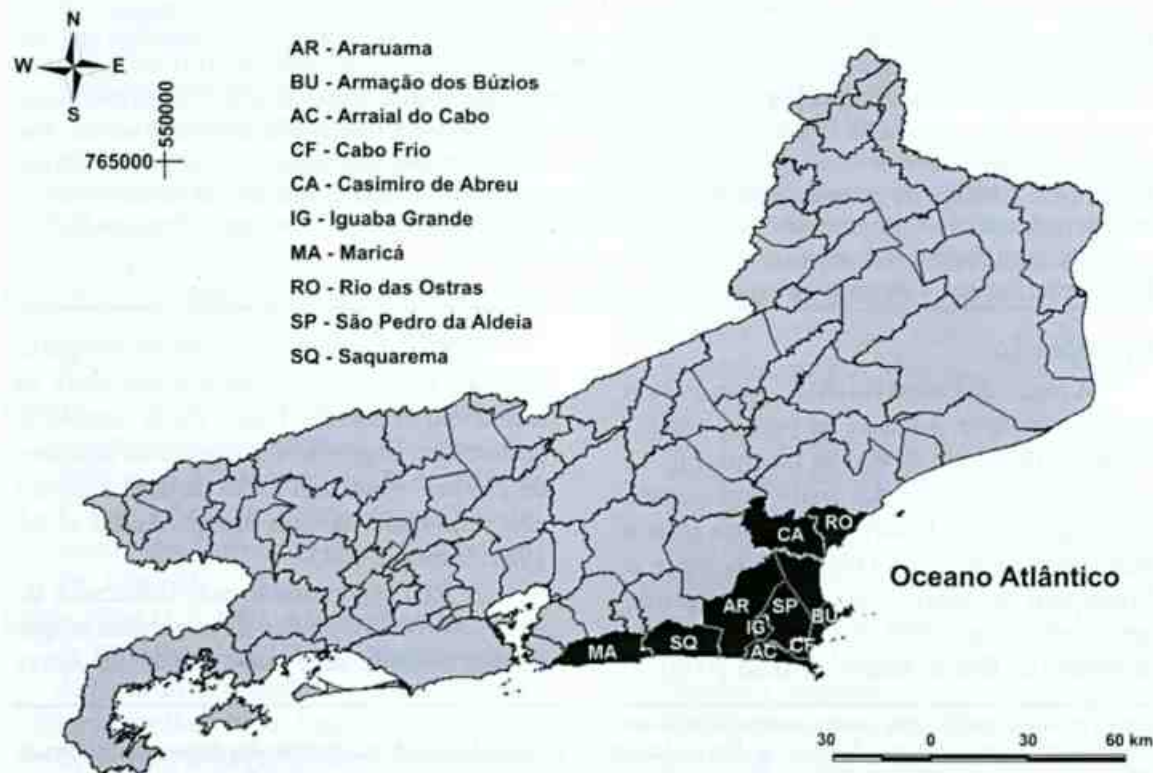 N
W E
S
550000
765000
AR - Araruama
BU - Armação dos Búzios
AC - Arraial do Cabo
CF - Cabo Frio
CA - Casimiro de Abreu
IG - Iguaba Grande
MA - Maricá
RO - Rio das Ostras
SP - São Pedro da Aldeia
SQ - Saquarema
CA RO
Oceano Atlântico
AR SP BU
IG
MA SQ AC CF
30 0 30 60 km